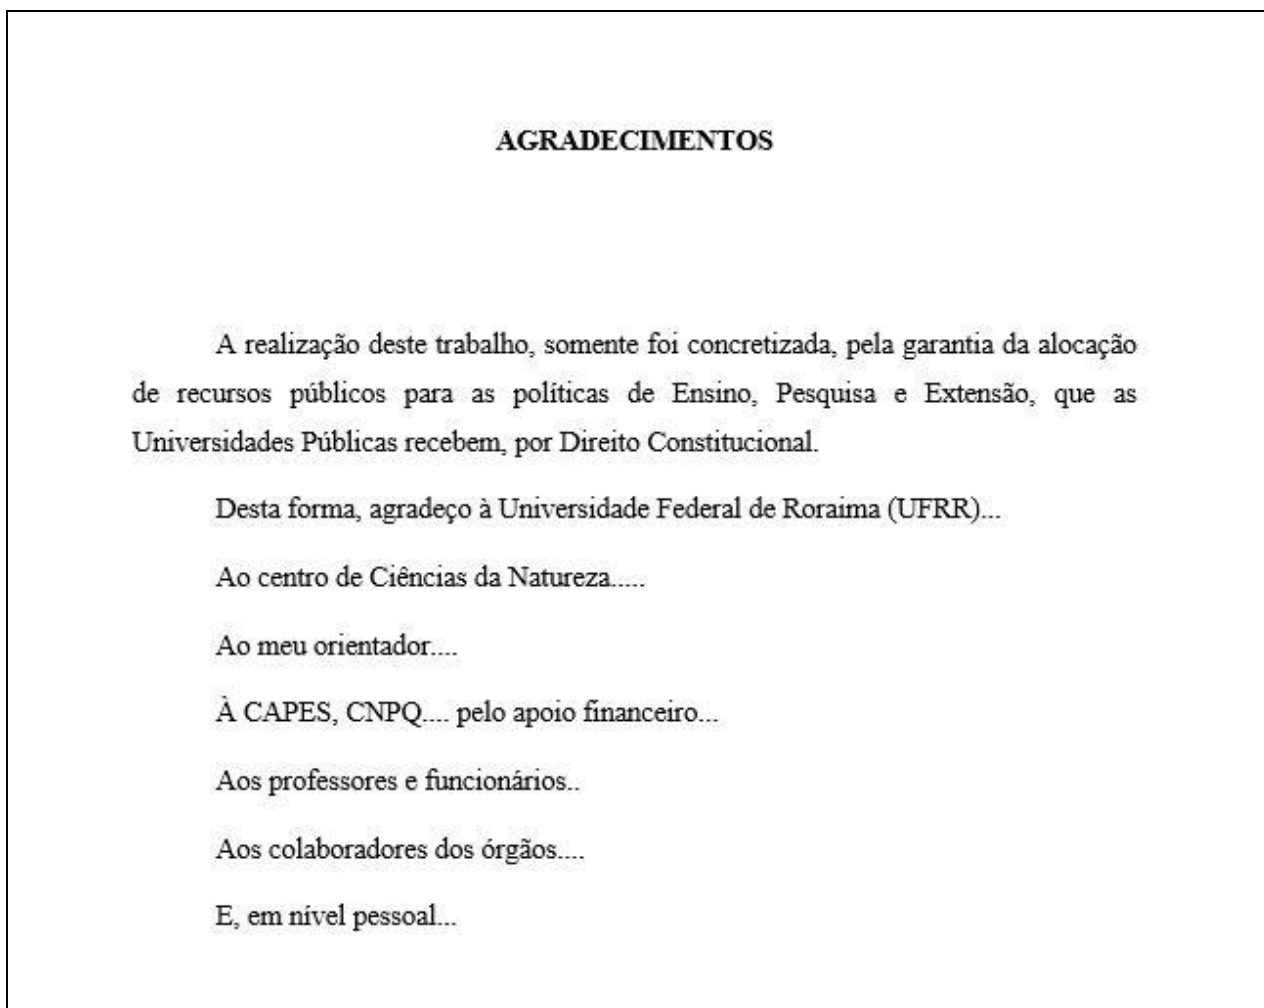 AGRADECIMENTOS
A realização deste trabalho, somente foi concretizada, pela garantia da alocação
de recursos públicos para as políticas de Ensino, Pesquisa e Extensão, que as
Universidades Públicas recebem, por Direito Constitucional.
Desta forma, agradeço à Universidade Federal de Roraima (UFRR)...
Ao centro de Ciências da Natureza.....
Ao meu orientador....
À CAPES, CNPQ.... pelo apoio financeiro...
Aos professores e funcionários..
Aos colaboradores dos órgãos....
E, em nível pessoal...